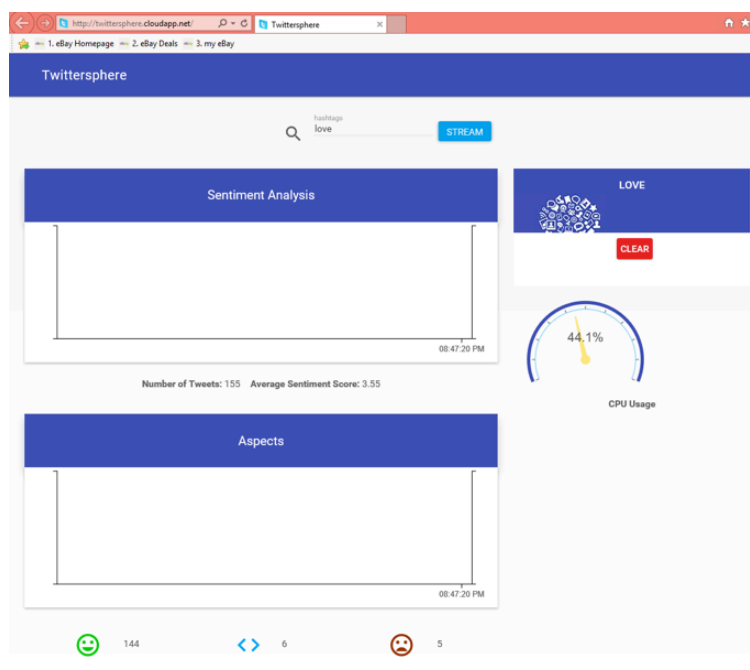 http://twittersphere.cloudapp.net/
Twittersphere
1. eBay Homepage 2. eBay Deals 3. my eBay
Twittersphere
hashtags
love
STREAM
Sentiment Analysis
LOVE
CLEAR
08:47:20 PM
44.1%
Number of Tweets: 155 Average Sentiment Score: 3.55
CPU Usage
Aspects
08:47:20 PM
144 6 5